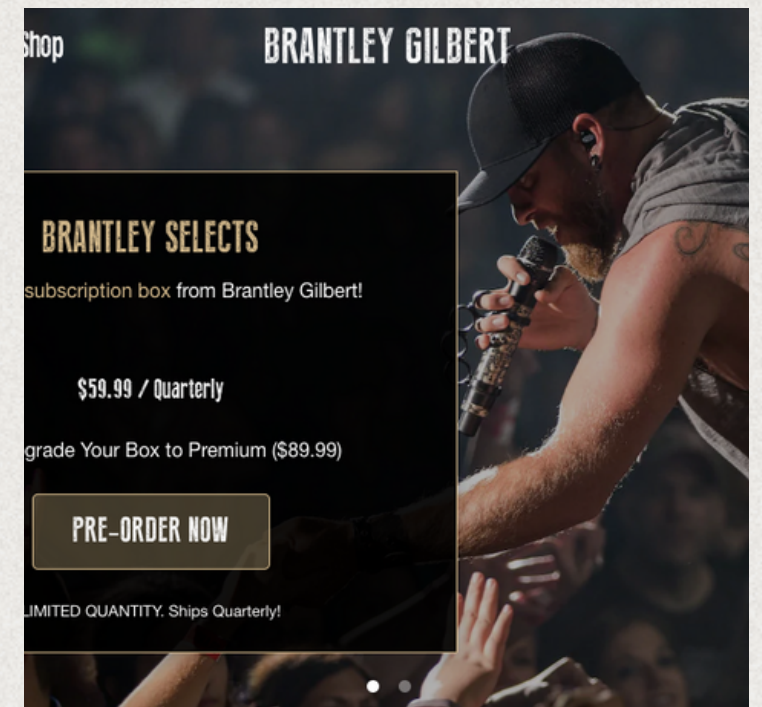 Shop
BRANTLEY GILBERT
BRANTLEY SELECTS
subscription box from Brantley Gilbert!
$59.99 / Quarterly
grade Your Box to Premium ($89.99)
PRE-ORDER NOW
LIMITED QUANTITY. Ships Quarterly!